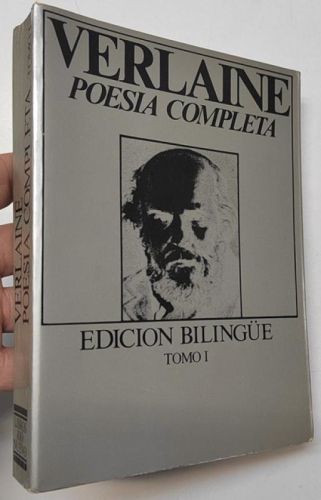 VERLAINE
POESIA COMPLETA
EDICION BILINGÜE
TOMO I
VERLAINE
POESIA COMPLETA